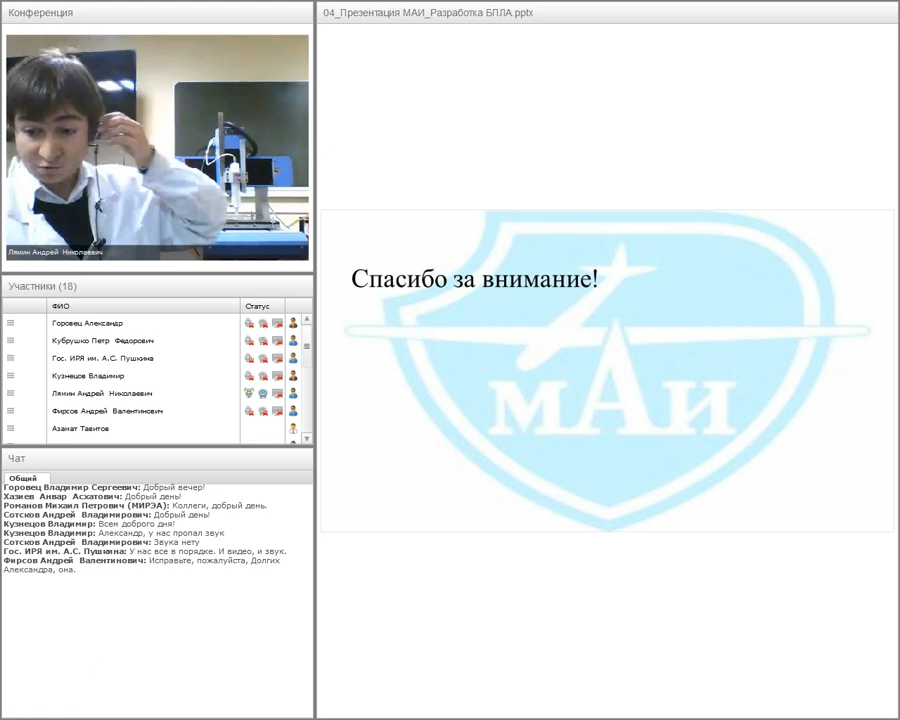 Конференция
Лямин Андрей Николаевич
Участники (18)
ФИО Статус
Горовец Александр
Кубрушко Петр Федорович
Гос. ИРЯ им. А.С. Пушкина
Кузнецов Владимир
Лямин Андрей Николаевич
Фирсов Андрей Валентинович
Азамат Тавитов
Чат
Общий
Горовец Владимир Сергеевич: Добрый вечер!
Хазиев Анвар Асхатович: Добрый день!
Романов Михаил Петрович (МИРЭА): Коллеги, добрый день.
Сотсков Андрей Владимирович: Добрый день!
Кузнецов Владимир: Всем доброго дня!
Кузнецов Владимир: Александр, у нас пропал звук
Сотсков Андрей Владимирович: Звука нету
Гос. ИРЯ им. А.С. Пушкина: У нас все в порядке. И видео, и звук.
Фирсов Андрей Валентинович: Исправьте, пожалуйста, Долгих
Александра, она.
04_Презентация МАИ_Разработка БПЛА.pptx
Спасибо за внимание!
МАИ